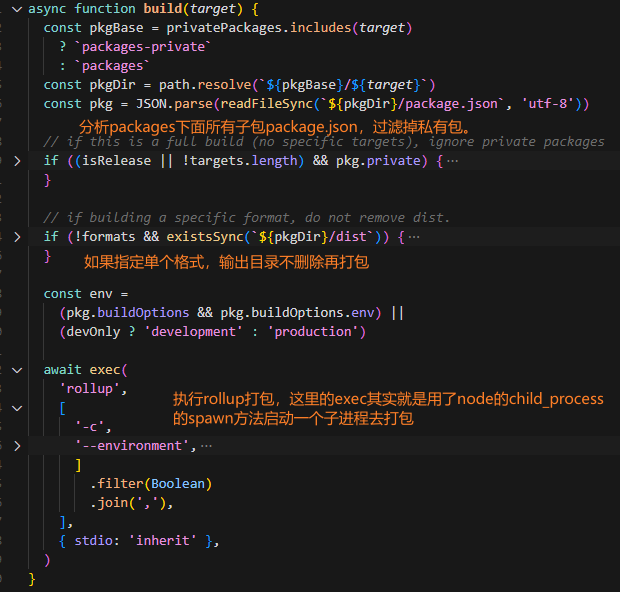 async function build(target) {
const pkgBase = privatePackages.includes(target)
? `packages-private`
: `packages`
const pkgDir = path.resolve(`${pkgBase}/${target}`)
const pkg = JSON.parse(readFileSync(`${pkgDir}/package.json`, 'utf-8'))
分析packages下面所有子包package.json，过滤掉私有包。
// if this is a full build (no specific targets), ignore private packages
if ((isRelease || !targets.length) && pkg.private) {⋯
}
// if building a specific format, do not remove dist.
if (!formats && existsSync(`${pkgDir}/dist`)) {⋯
}
如果指定单个格式，输出目录不删除再打包
const env =
(pkg.buildOptions && pkg.buildOptions.env) ||
(devOnly ? 'development' : 'production')
await exec(
'rollup',
执行rollup打包，这里的exec其实就是用了node的child_process
[
的spawn方法启动一个子进程去打包
'-c',
'--environment',⋯
]
.filter(Boolean)
.join(','),
],
{ stdio: 'inherit' },
)
}